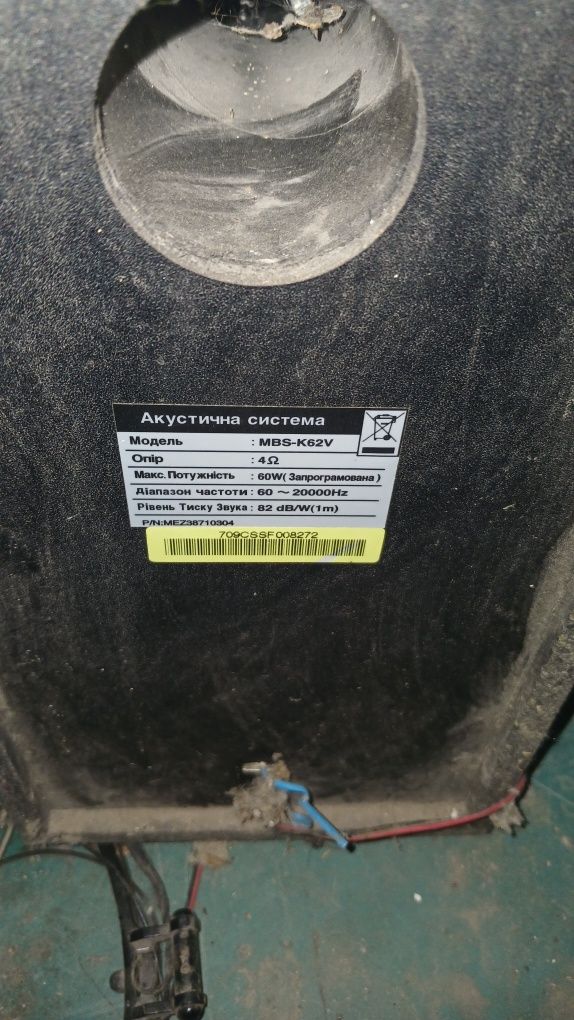 Акустична система
Модель : MBS-K62V
Опір : 4Ω
Макс. Потужність : 60W( Запрограмована )
Діапазон частоти : 60 ～ 20000Hz
Рівень Тиску Звука : 82 dB/W(1m)
P/N:MEZ38710304
709CSSF008272